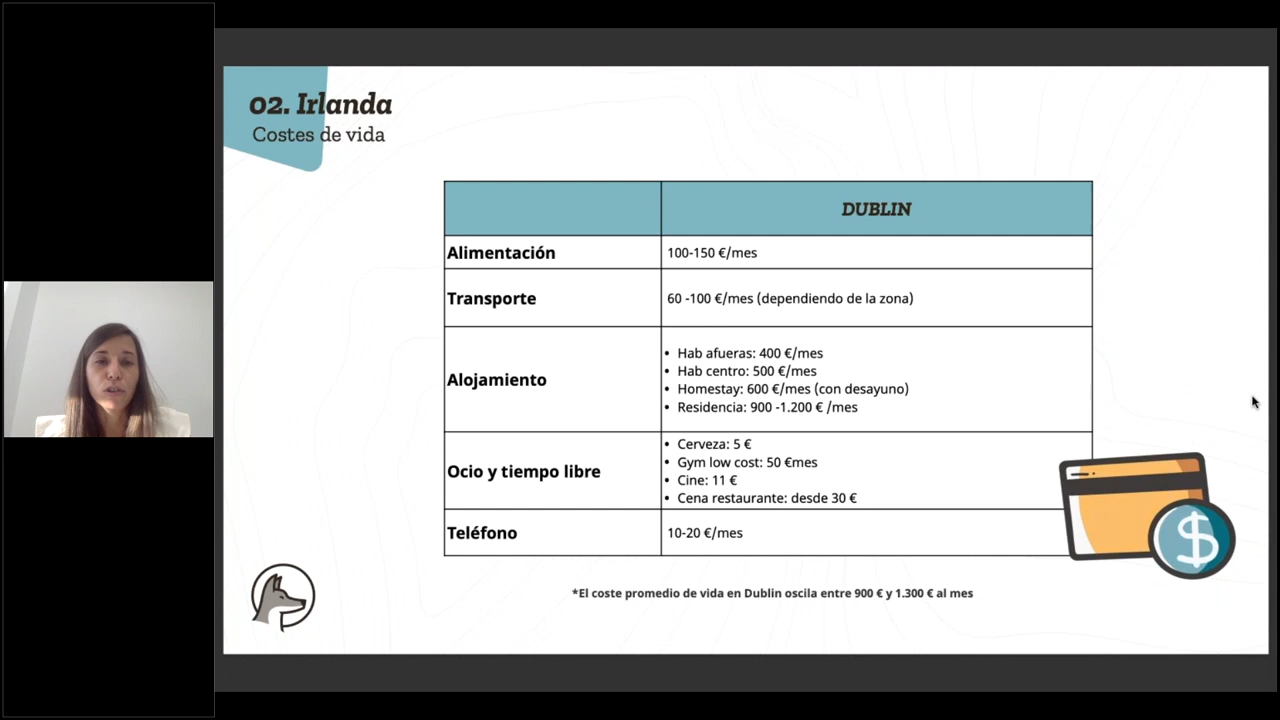 02. Irlanda
Costes de vida
DUBLIN
Alimentación
100-150 €/mes
Transporte
60 -100 €/mes (dependiendo de la zona)
Alojamiento
• Hab afueras: 400 €/mes
• Hab centro: 500 €/mes
• Homestay: 600 €/mes (con desayuno)
• Residencia: 900 -1.200 € /mes
Ocio y tiempo libre
• Cerveza: 5 €
• Gym low cost: 50 €mes
• Cine: 11 €
• Cena restaurante: desde 30 €
Teléfono
10-20 €/mes
$
*El coste promedio de vida en Dublin oscila entre 900 € y 1.300 € al mes